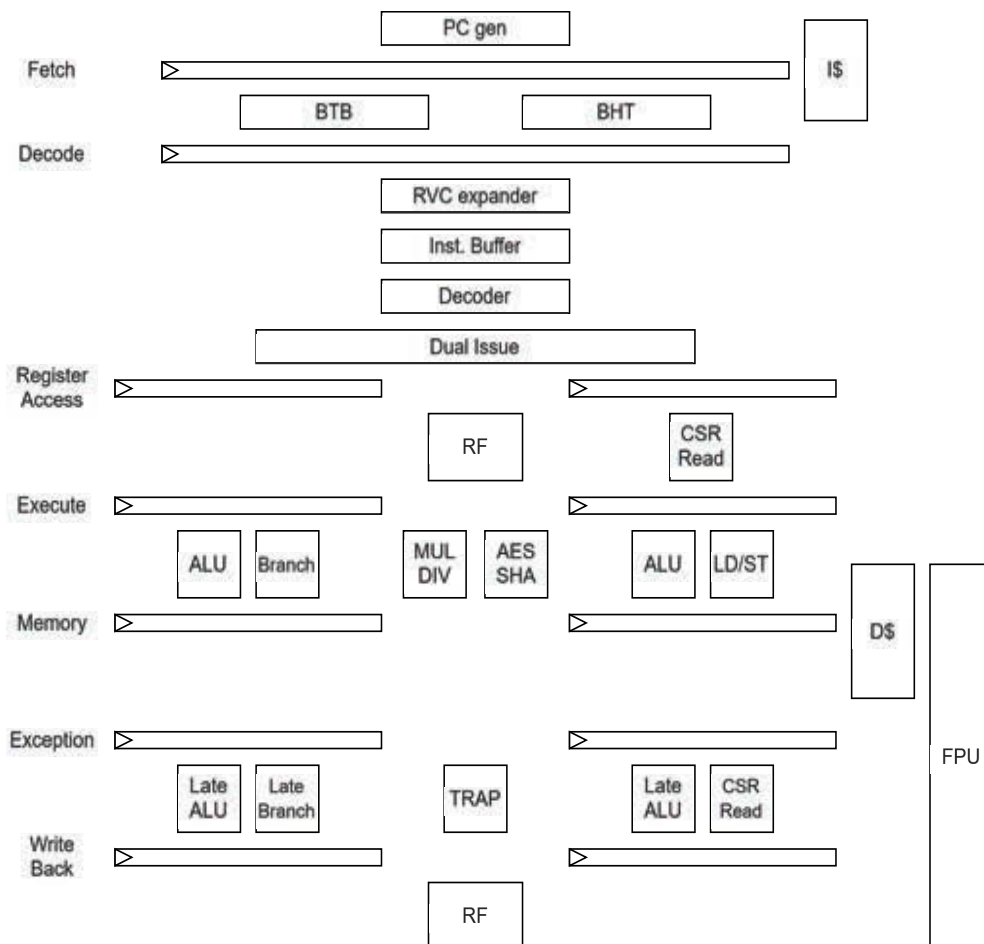 PC gen
Fetch
I$
BTB
BHT
Decode
RVC expander
Inst. Buffer
Decoder
Dual Issue
Register
Access
RF
CSR
Read
Execute
ALU
Branch
MUL
DIV
AES
SHA
ALU
LD/ST
Memory
D$
Exception
FPU
Late
ALU
Late
Branch
TRAP
Late
ALU
CSR
Read
Write
Back
RF